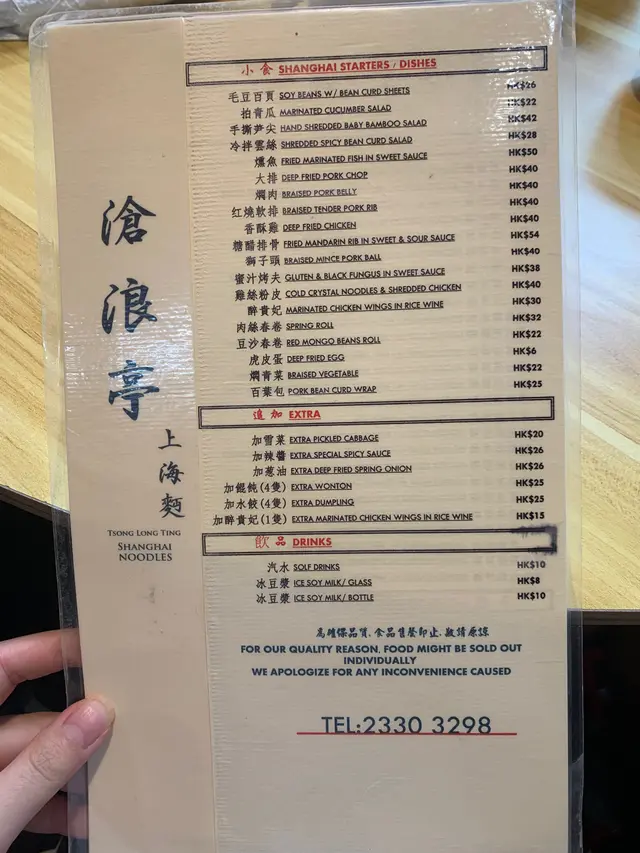 滄浪亭
上海麵
TSONG LONG TING
SHANGHAI
NOODLES
小食 SHANGHAI STARTERS / DISHES
毛豆百頁 SOY BEANS W/ BEAN CURD SHEETS HK$26
拍青瓜 MARINATED CUCUMBER SALAD HK$22
手撕笋尖 HAND SHREDDED BABY BAMBOO SALAD HK$42
冷拌雲絲 SHREDDED SPICY BEAN CURD SALAD HK$28
燻魚 FRIED MARINATED FISH IN SWEET SAUCE HK$50
大排 DEEP FRIED PORK CHOP HK$40
燜肉 BRAISED PORK BELLY HK$40
红燒軟排 BRAISED TENDER PORK RIB HK$40
香酥雞 DEEP FRIED CHICKEN HK$40
糖醋排骨 FRIED MANDARIN RIB IN SWEET & SOUR SAUCE HK$54
獅子頭 BRAISED MINCE PORK BALL HK$40
蜜汁烤夫 GLUTEN & BLACK FUNGUS IN SWEET SAUCE HK$38
雞絲粉皮 COLD CRYSTAL NOODLES & SHREDDED CHICKEN HK$40
醉貴妃 MARINATED CHICKEN WINGS IN RICE WINE HK$30
肉絲春卷 SPRING ROLL HK$32
豆沙春卷 RED MONGO BEANS ROLL HK$22
虎皮蛋 DEEP FRIED EGG HK$6
燜青菜 BRAISED VEGETABLE HK$22
百葉包 PORK BEAN CURD WRAP HK$25
追加 EXTRA
加雪菜 EXTRA PICKLED CABBAGE HK$20
加辣醬 EXTRA SPECIAL SPICY SAUCE HK$26
加葱油 EXTRA DEEP FRIED SPRING ONION HK$26
加餛飩(4隻) EXTRA WONTON HK$25
加水餃(4隻) EXTRA DUMPLING HK$25
加醉貴妃(1隻) EXTRA MARINATED CHICKEN WINGS IN RICE WINE HK$15
飲品 DRINKS
汽水 SOLF DRINKS HK$10
冰豆漿 ICE SOY MILK/ GLASS HK$8
冰豆漿 ICE SOY MILK/ BOTTLE HK$10
為確保品質，食品售罄即止，敬請原諒
FOR OUR QUALITY REASON, FOOD MIGHT BE SOLD OUT
INDIVIDUALLY
WE APOLOGIZE FOR ANY INCONVENIENCE CAUSED
TEL:2330 3298